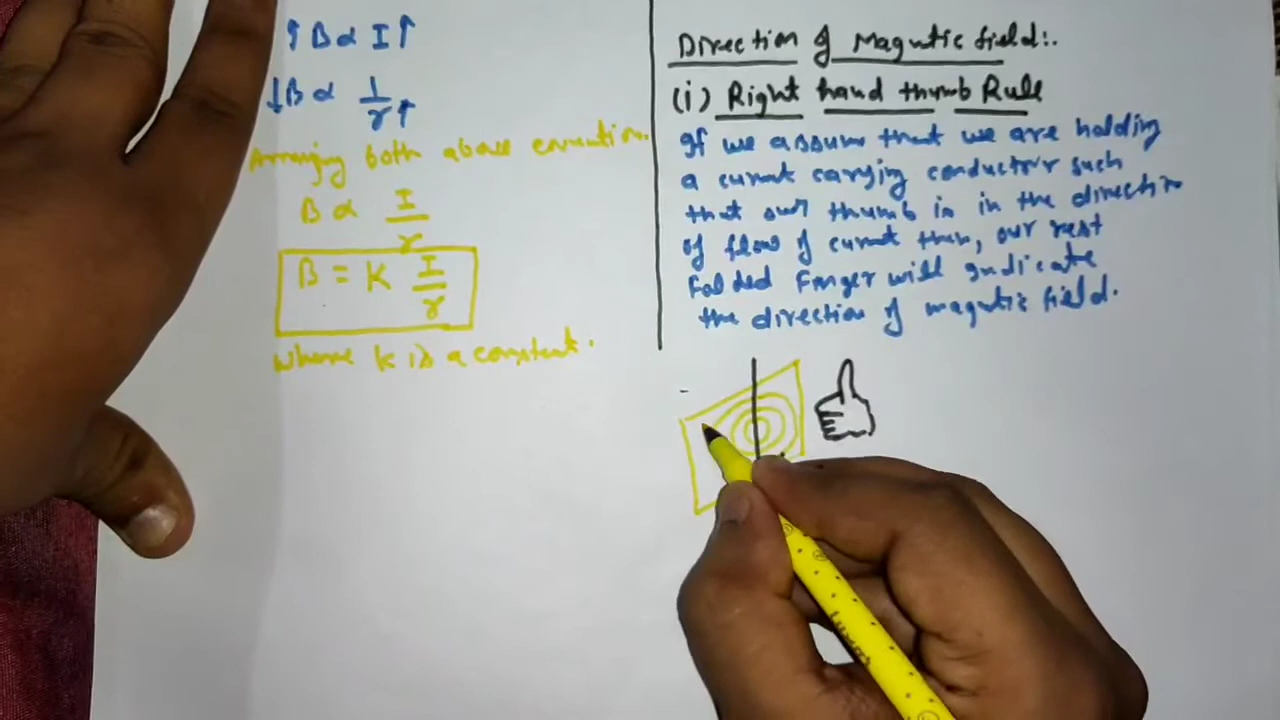 ↑B∝ I↑
↓B∝ 1/r↑
Arranging both above
B∝ I/r
B = K I/r
where k is a constant.
Direction of Magnetic field:.
(i) Right hand thumb Rule
If we assum that we are holding
a current carrying conductor such
that our thumb is in the direction
of flow of current then, our rest
Folded Finger will indicate
the direction of magnetic field.